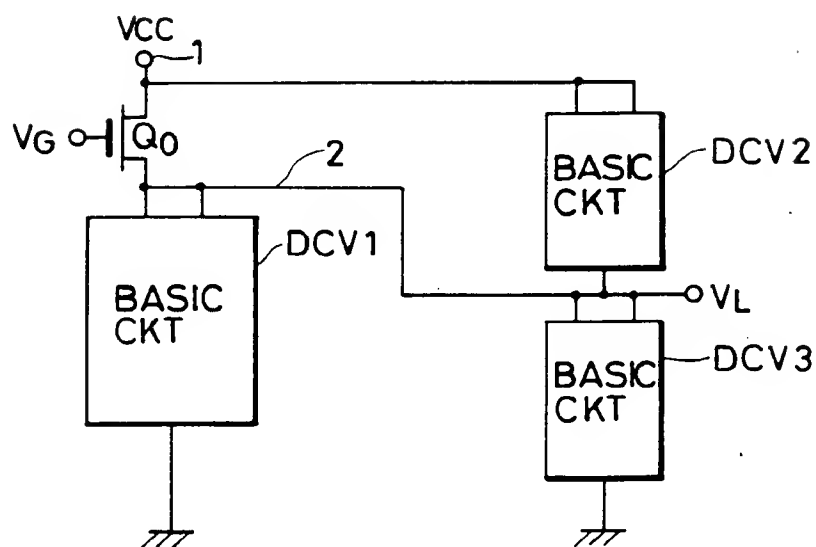 VCC
1
VG
Q0
2
BASIC
CKT
DCV2
BASIC
CKT
DCV1
VL
BASIC
CKT
DCV3